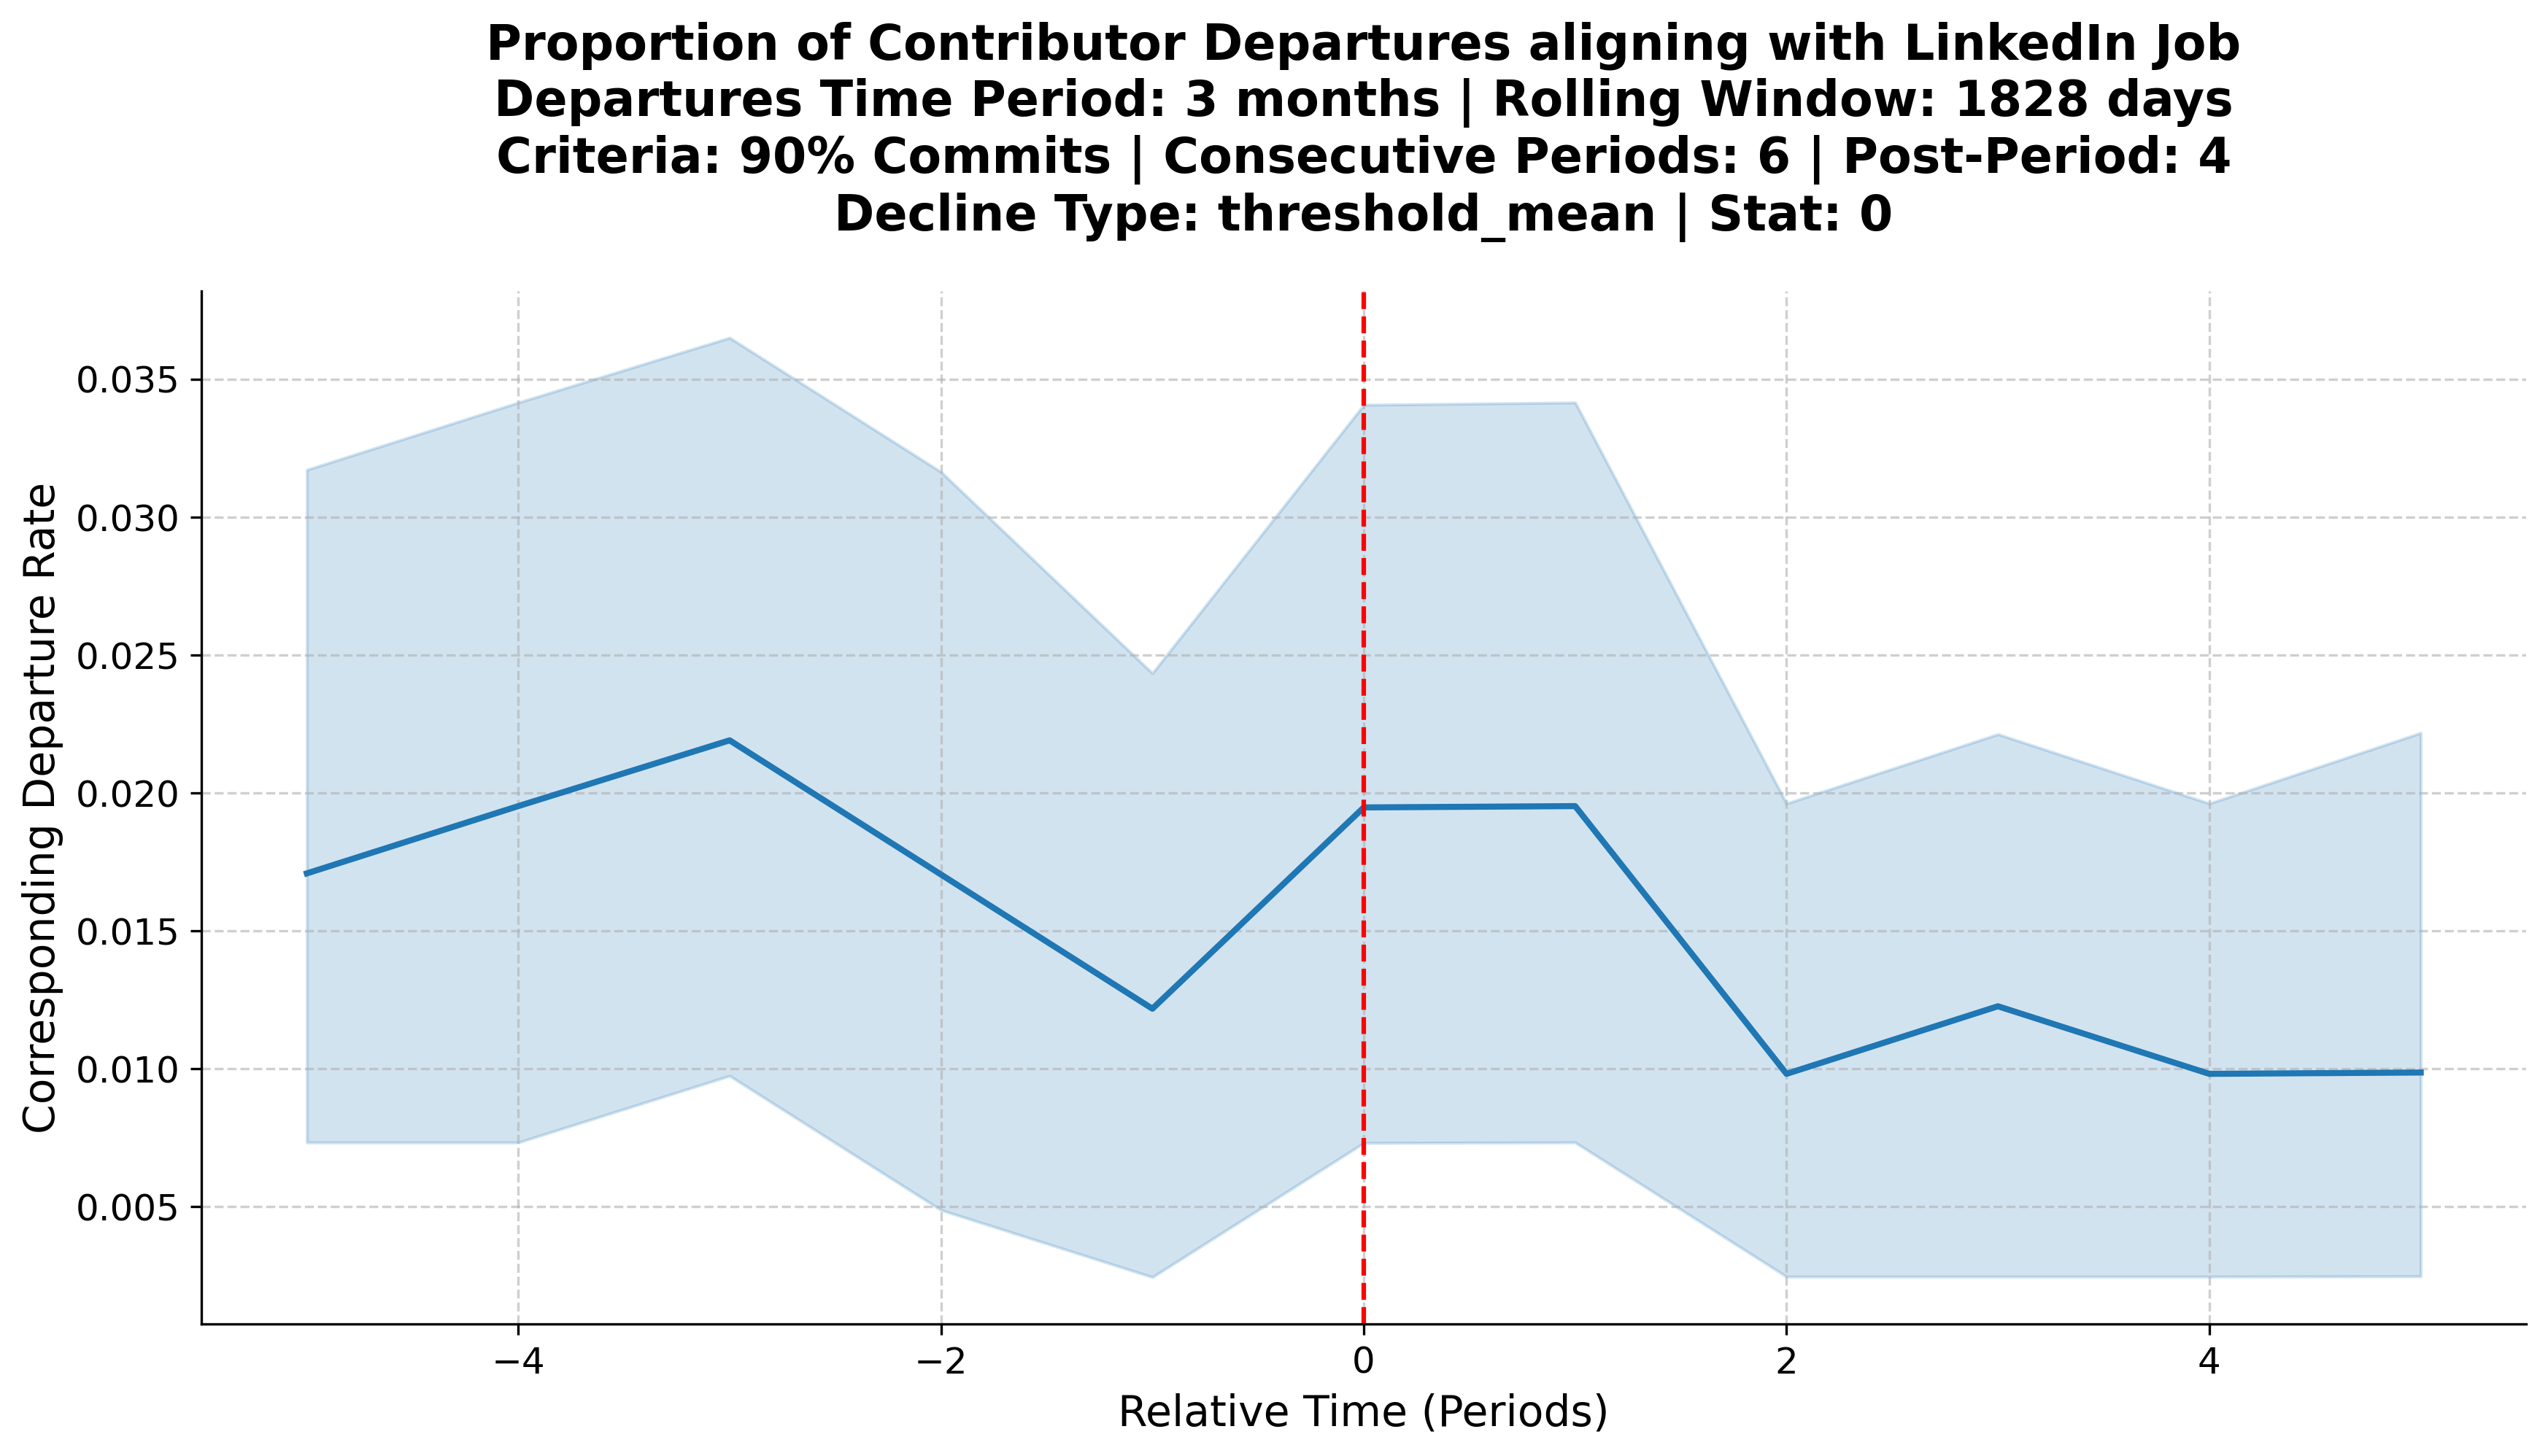 Proportion of Contributor Departures aligning with LinkedIn Job
Departures Time Period: 3 months | Rolling Window: 1828 days
Criteria: 90% Commits | Consecutive Periods: 6 | Post-Period: 4
Decline Type: threshold_mean | Stat: 0
Corresponding Departure Rate
0.035
0.030
0.025
0.020
0.015
0.010
0.005
−4
−2
0
2
4
Relative Time (Periods)